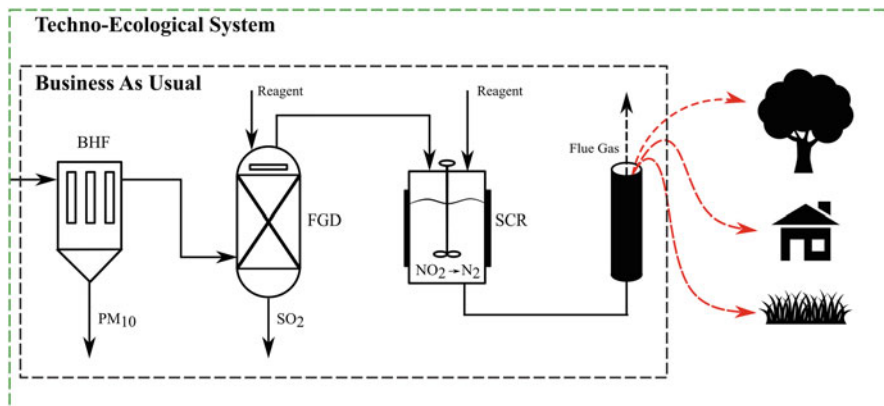 Techno-Ecological System
Business As Usual
Reagent
Reagent
BHF
Flue Gas
FGD
SCR
NO₂→N₂
PM₁₀
SO₂